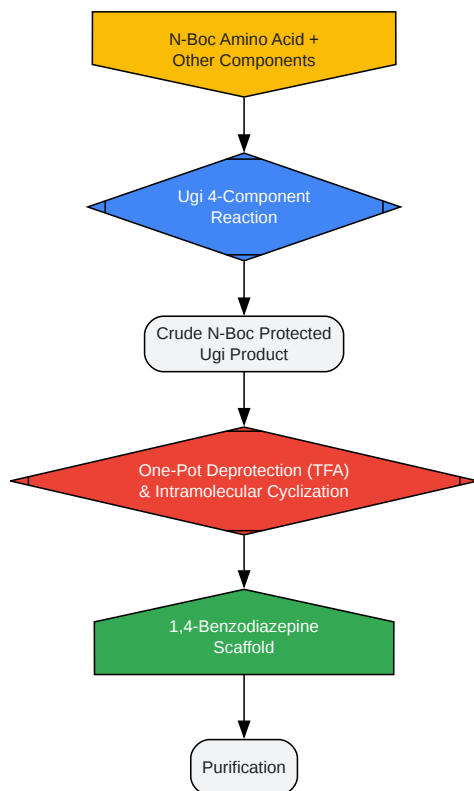 N-Boc Amino Acid +
Other Components
Ugi 4-Component
Reaction
Crude N-Boc Protected
Ugi Product
One-Pot Deprotection (TFA)
& Intramolecular Cyclization
1,4-Benzodiazepine
Scaffold
Purification